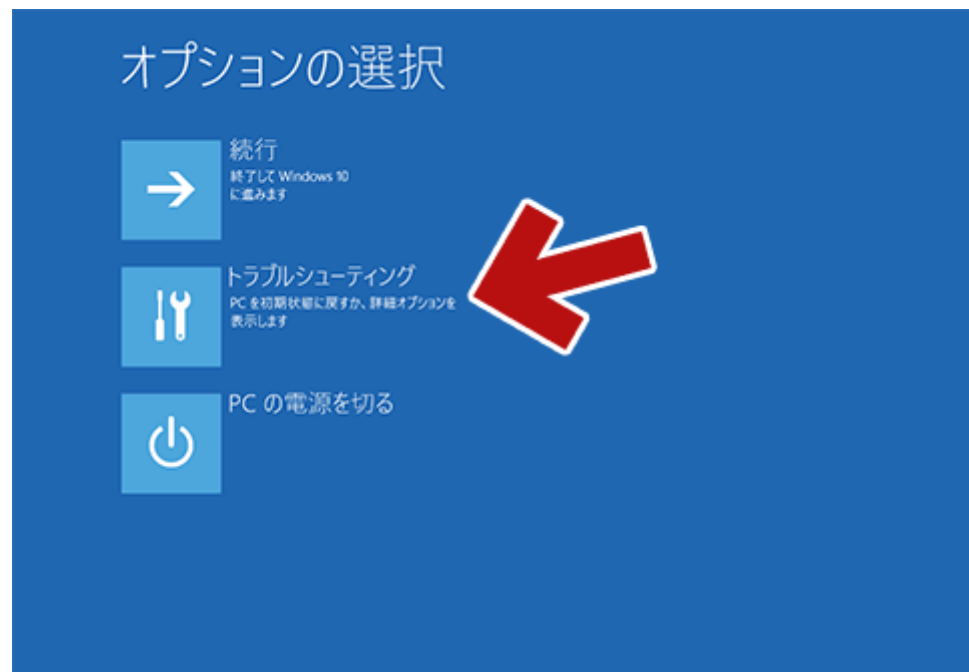 オプションの選択
続行
終了して Windows 10
に進みます
トラブルシューティング
PC を初期状態に戻すか、詳細オプションを
表示します
PC の電源を切る